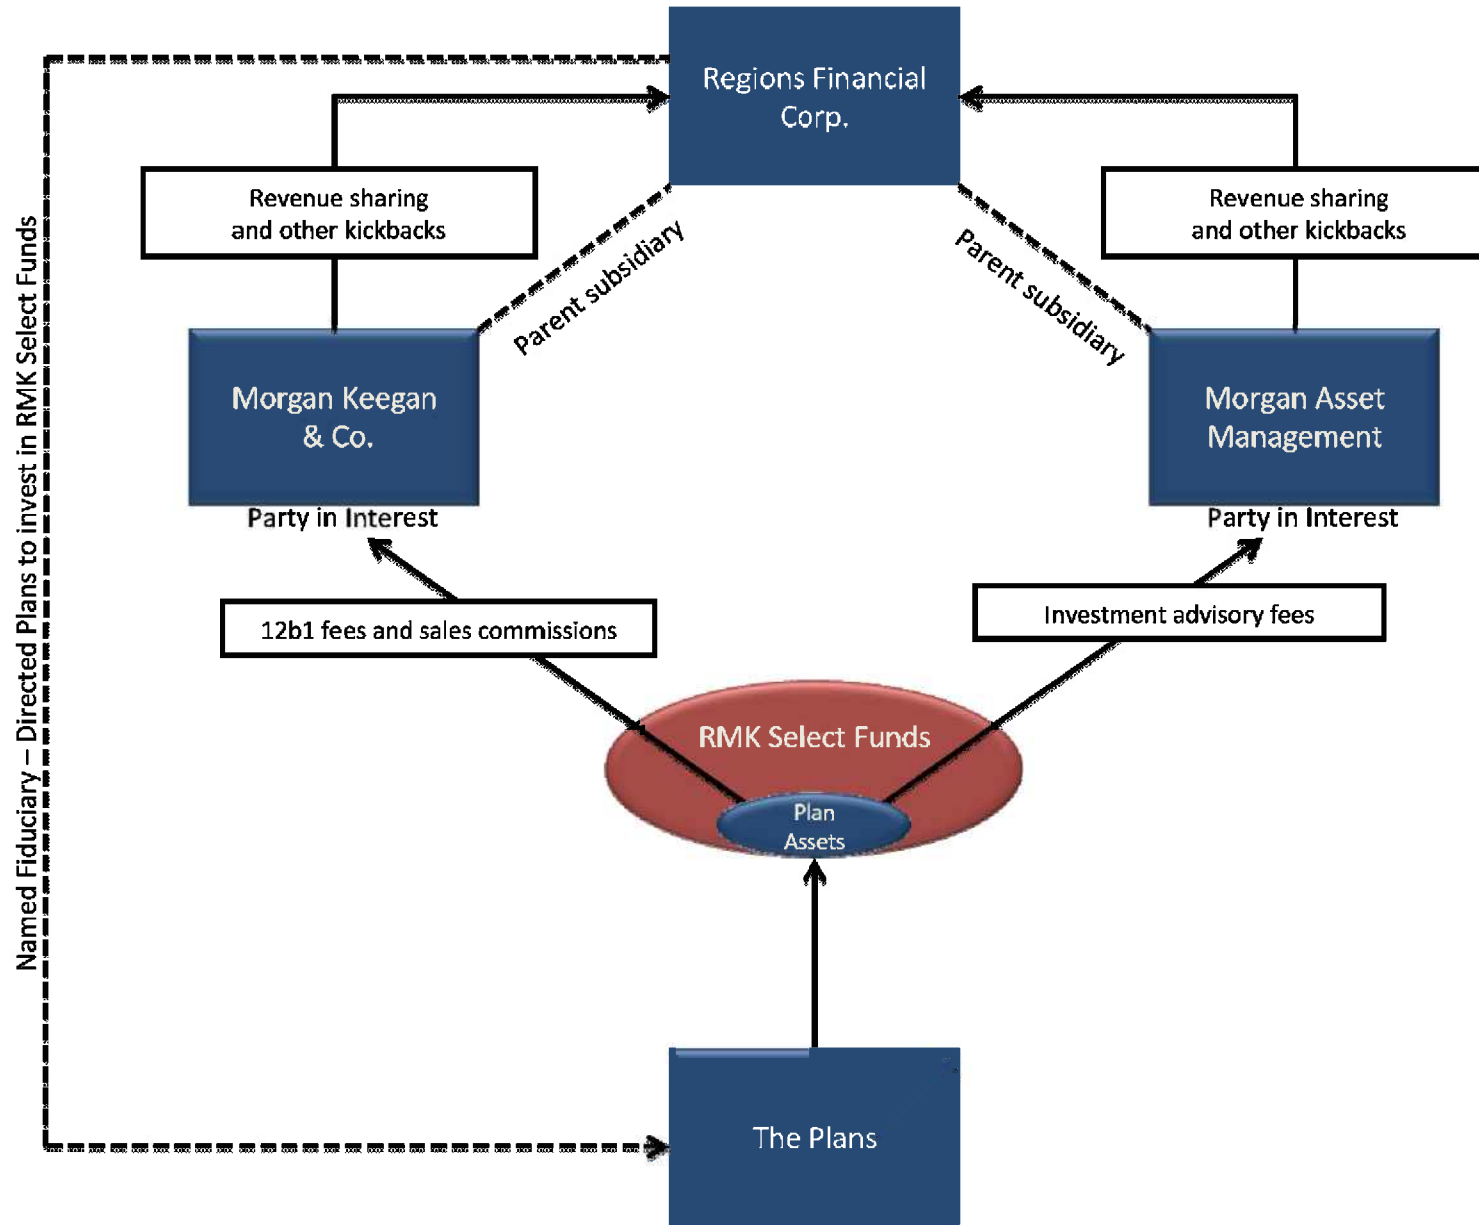 Regions Financial
Corp.
Revenue sharing
and other kickbacks
Revenue sharing
and other kickbacks
Parent subsidiary
Parent subsidiary
Named Fiduciary – Directed Plans to invest in RMK Select Funds
Morgan Keegan
& Co.
Morgan Asset
Management
Party in Interest
Party in Interest
12b1 fees and sales commissions
Investment advisory fees
RMK Select Funds
Plan
Assets
The Plans